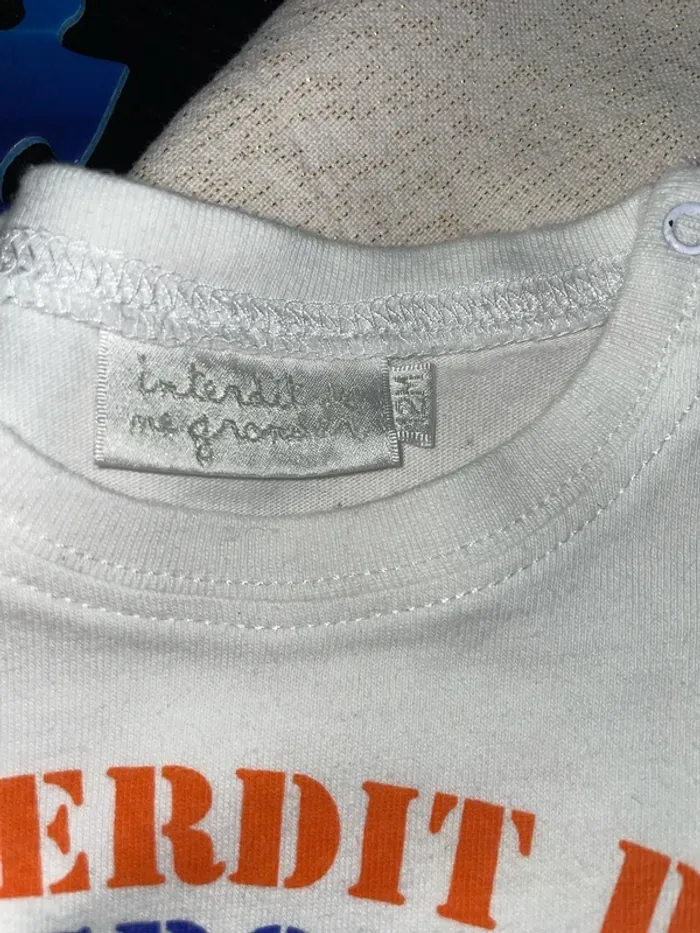 interdit de
me gronder
12M
ERDIT D